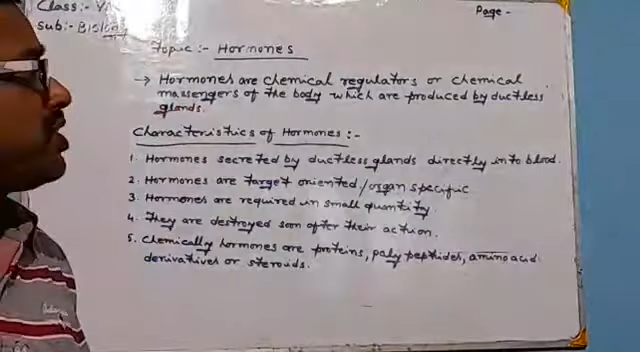 Class:- VI
Page -
Sub:- Biology
Topic:- Hormones
→ Hormones are chemical regulators or chemical
massengers of the body which are produced by ductless
glands.
Characteristics of Hormones:-
1. Hormones secreted by ductless glands directly into blood.
2. Hormones are target oriented/organ specific
3. Hormones are required in small quantity.
4. They are destroyed soon after their action.
5. Chemically hormones are proteins, poly peptides, amino acid
derivatives or steroids.